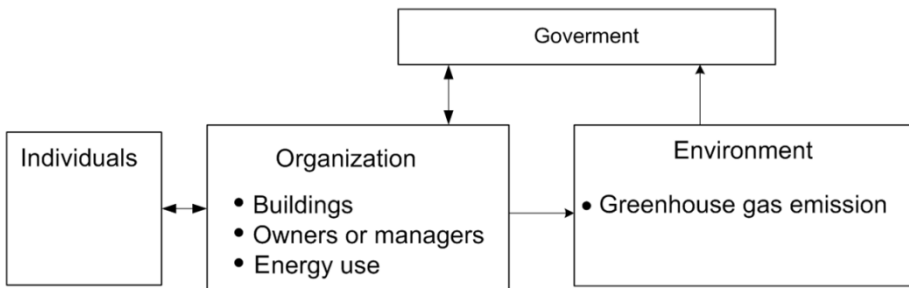 Goverment
Individuals
Organization
• Buildings
• Owners or managers
• Energy use
Environment
• Greenhouse gas emission